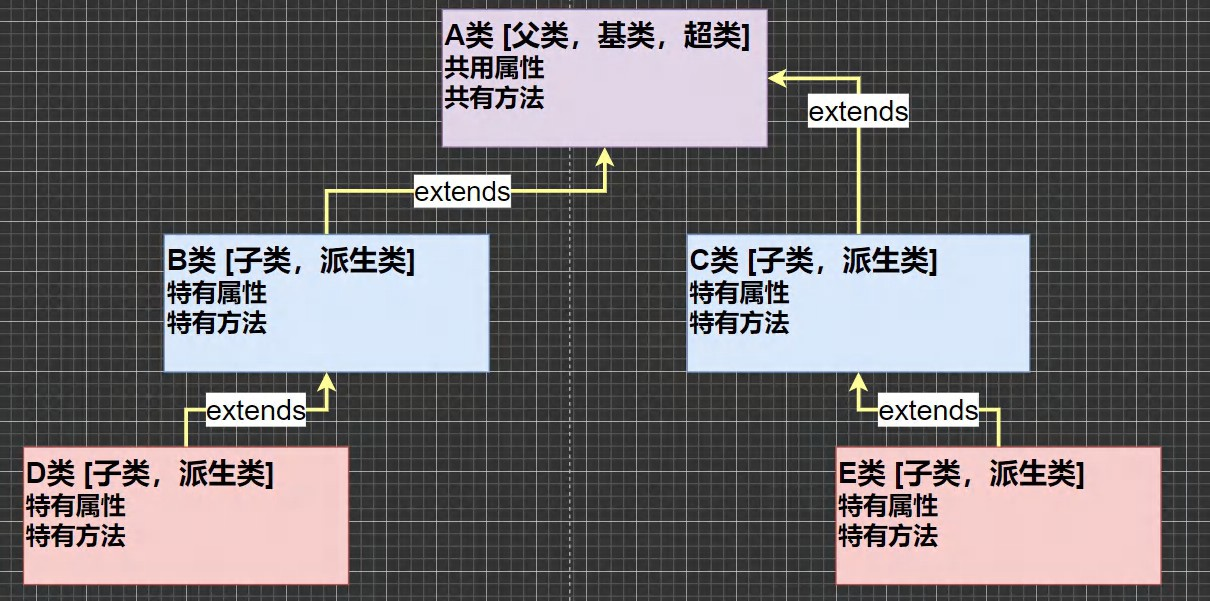 A类 [父类，基类，超类]
共用属性
共有方法
extends
extends
B类 [子类，派生类]
特有属性
特有方法
C类 [子类，派生类]
特有属性
特有方法
extends
extends
D类 [子类，派生类]
特有属性
特有方法
E类 [子类，派生类]
特有属性
特有方法